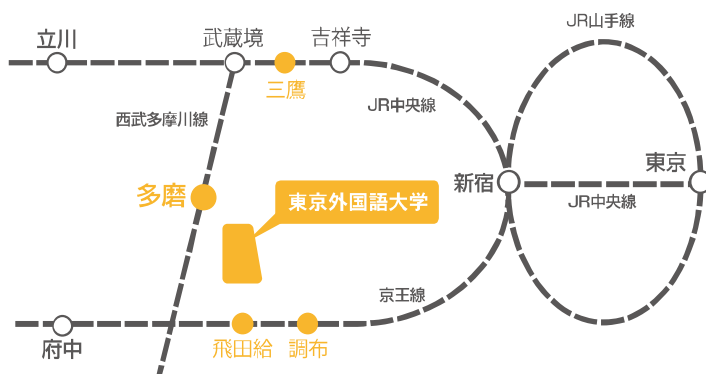 JR山手線
立川
武蔵境
吉祥寺
三鷹
JR中央線
西武多摩川線
東京
新宿
多磨
東京外国語大学
JR中央線
京王線
府中
飛田給
調布